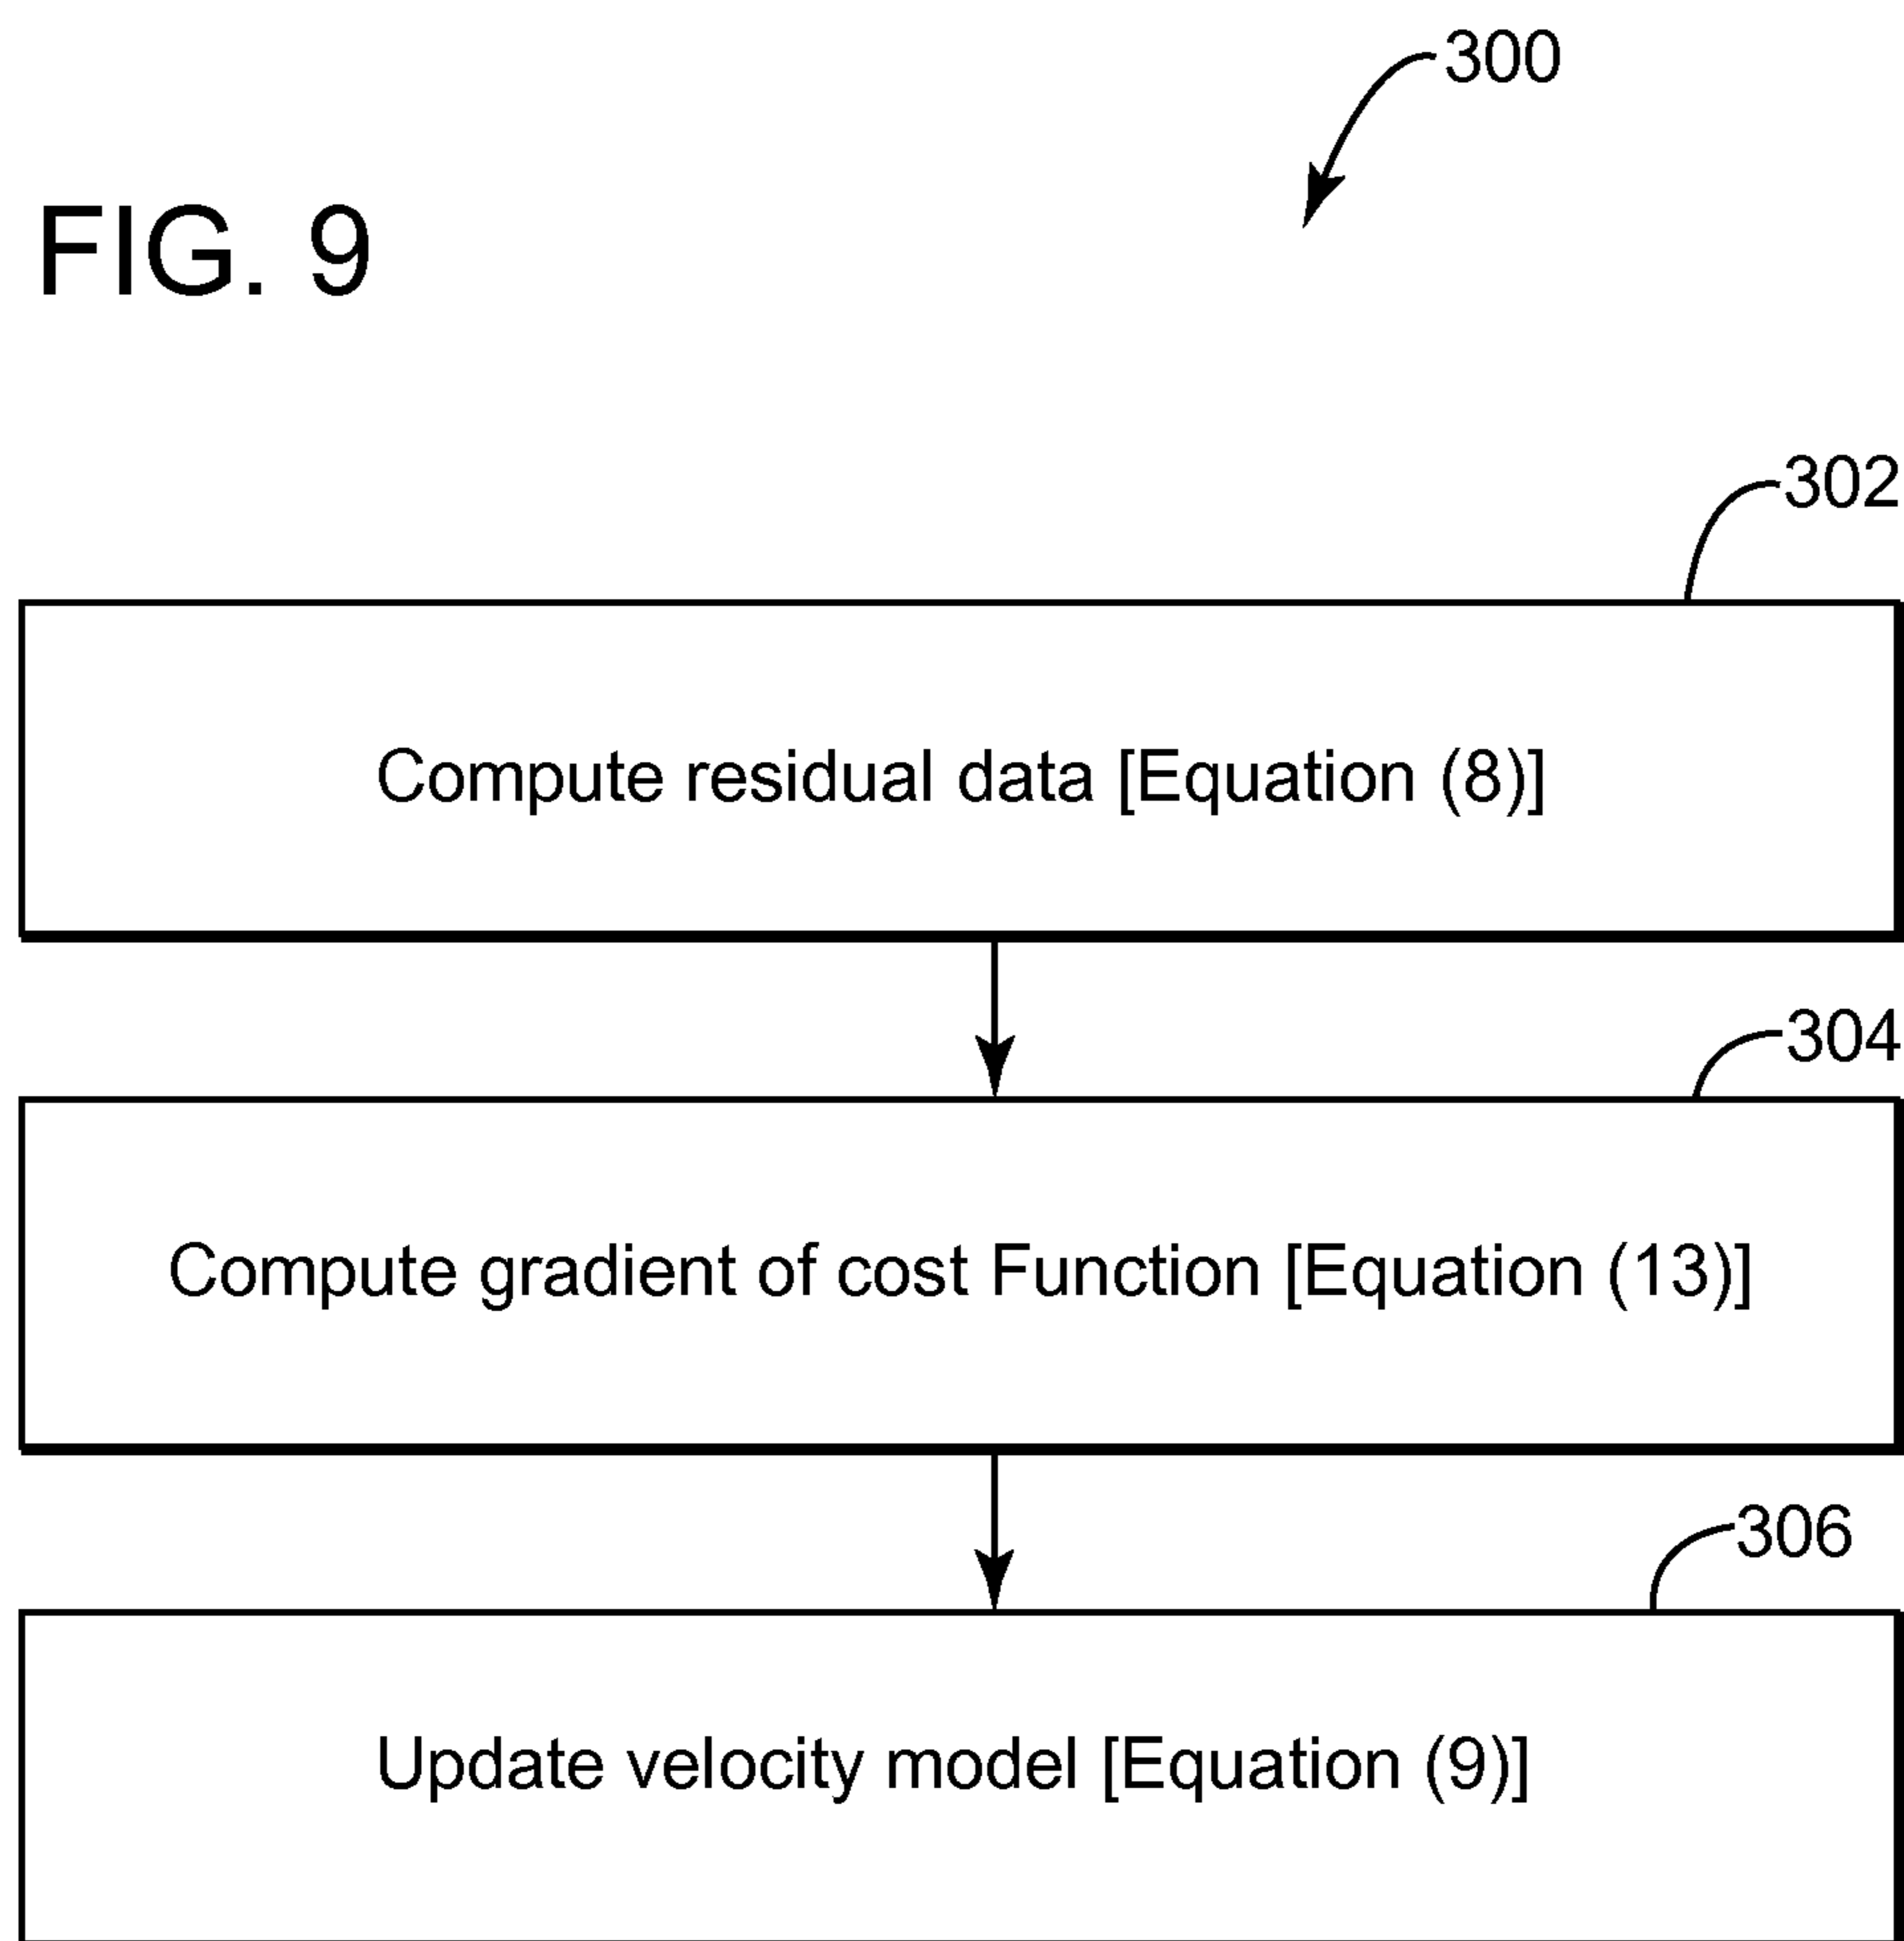 300
FIG. 9
302
Compute residual data [Equation (8)]
304
Compute gradient of cost Function [Equation (13)]
306
Update velocity model [Equation (9)]